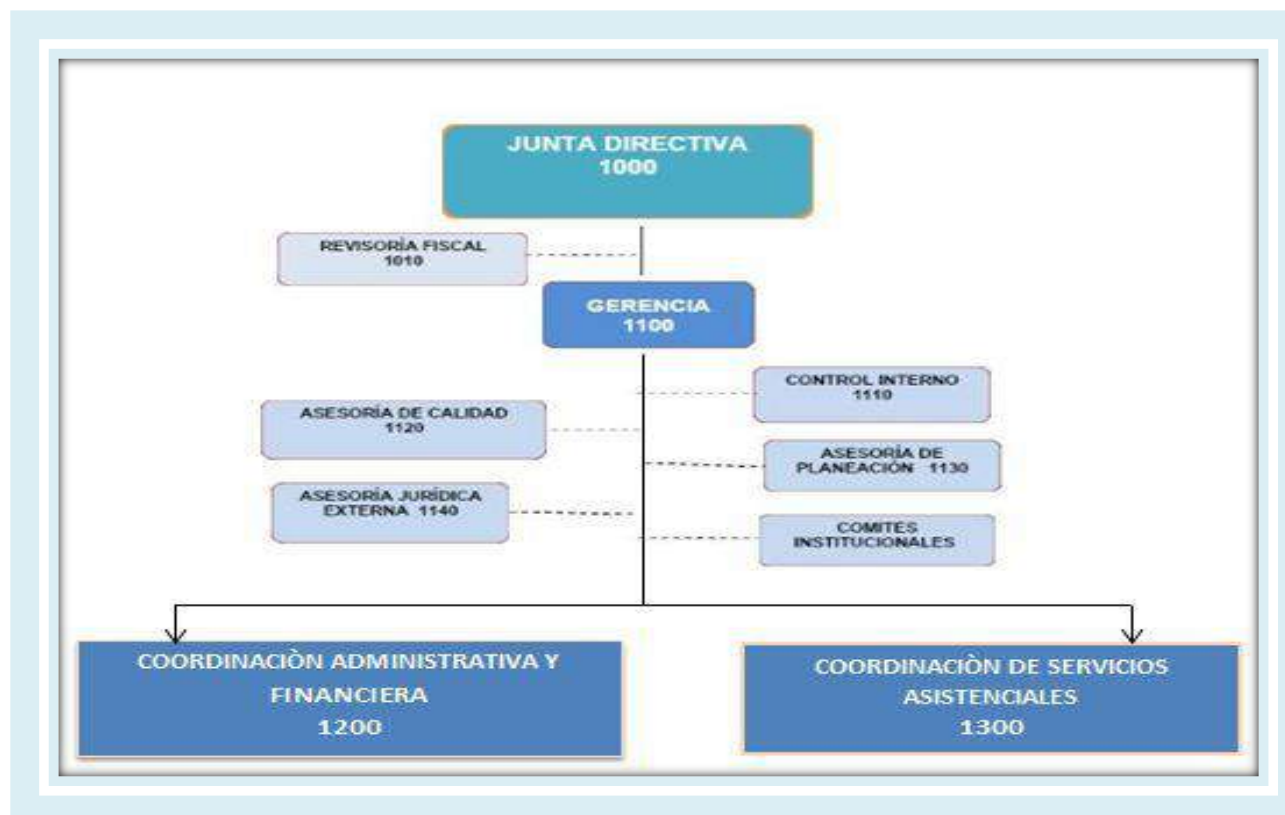 JUNTA DIRECTIVA
1000
REVISORÍA FISCAL
1010
GERENCIA
1100
CONTROL INTERNO
1110
ASESORÍA DE CALIDAD
1120
ASESORÍA DE
PLANEACIÓN 1130
ASESORÍA JURÍDICA
EXTERNA 1140
COMITES
INSTITUCIONALES
COORDINACIÒN ADMINISTRATIVA Y
FINANCIERA
1200
COORDINACIÒN DE SERVICIOS
ASISTENCIALES
1300